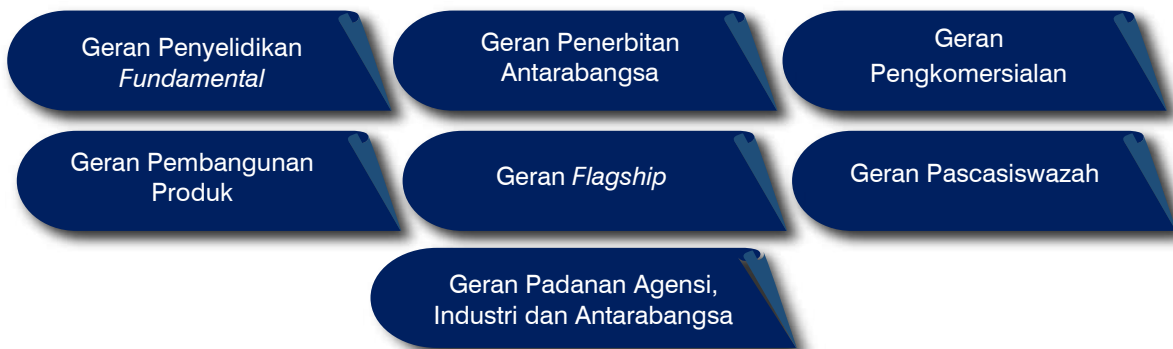 Geran Penyelidikan
Fundamental
Geran Penerbitan
Antarabangsa
Geran
Pengkomersialan
Geran Pembangunan
Produk
Geran Flagship
Geran Pascasiswazah
Geran Padanan Agensi,
Industri dan Antarabangsa